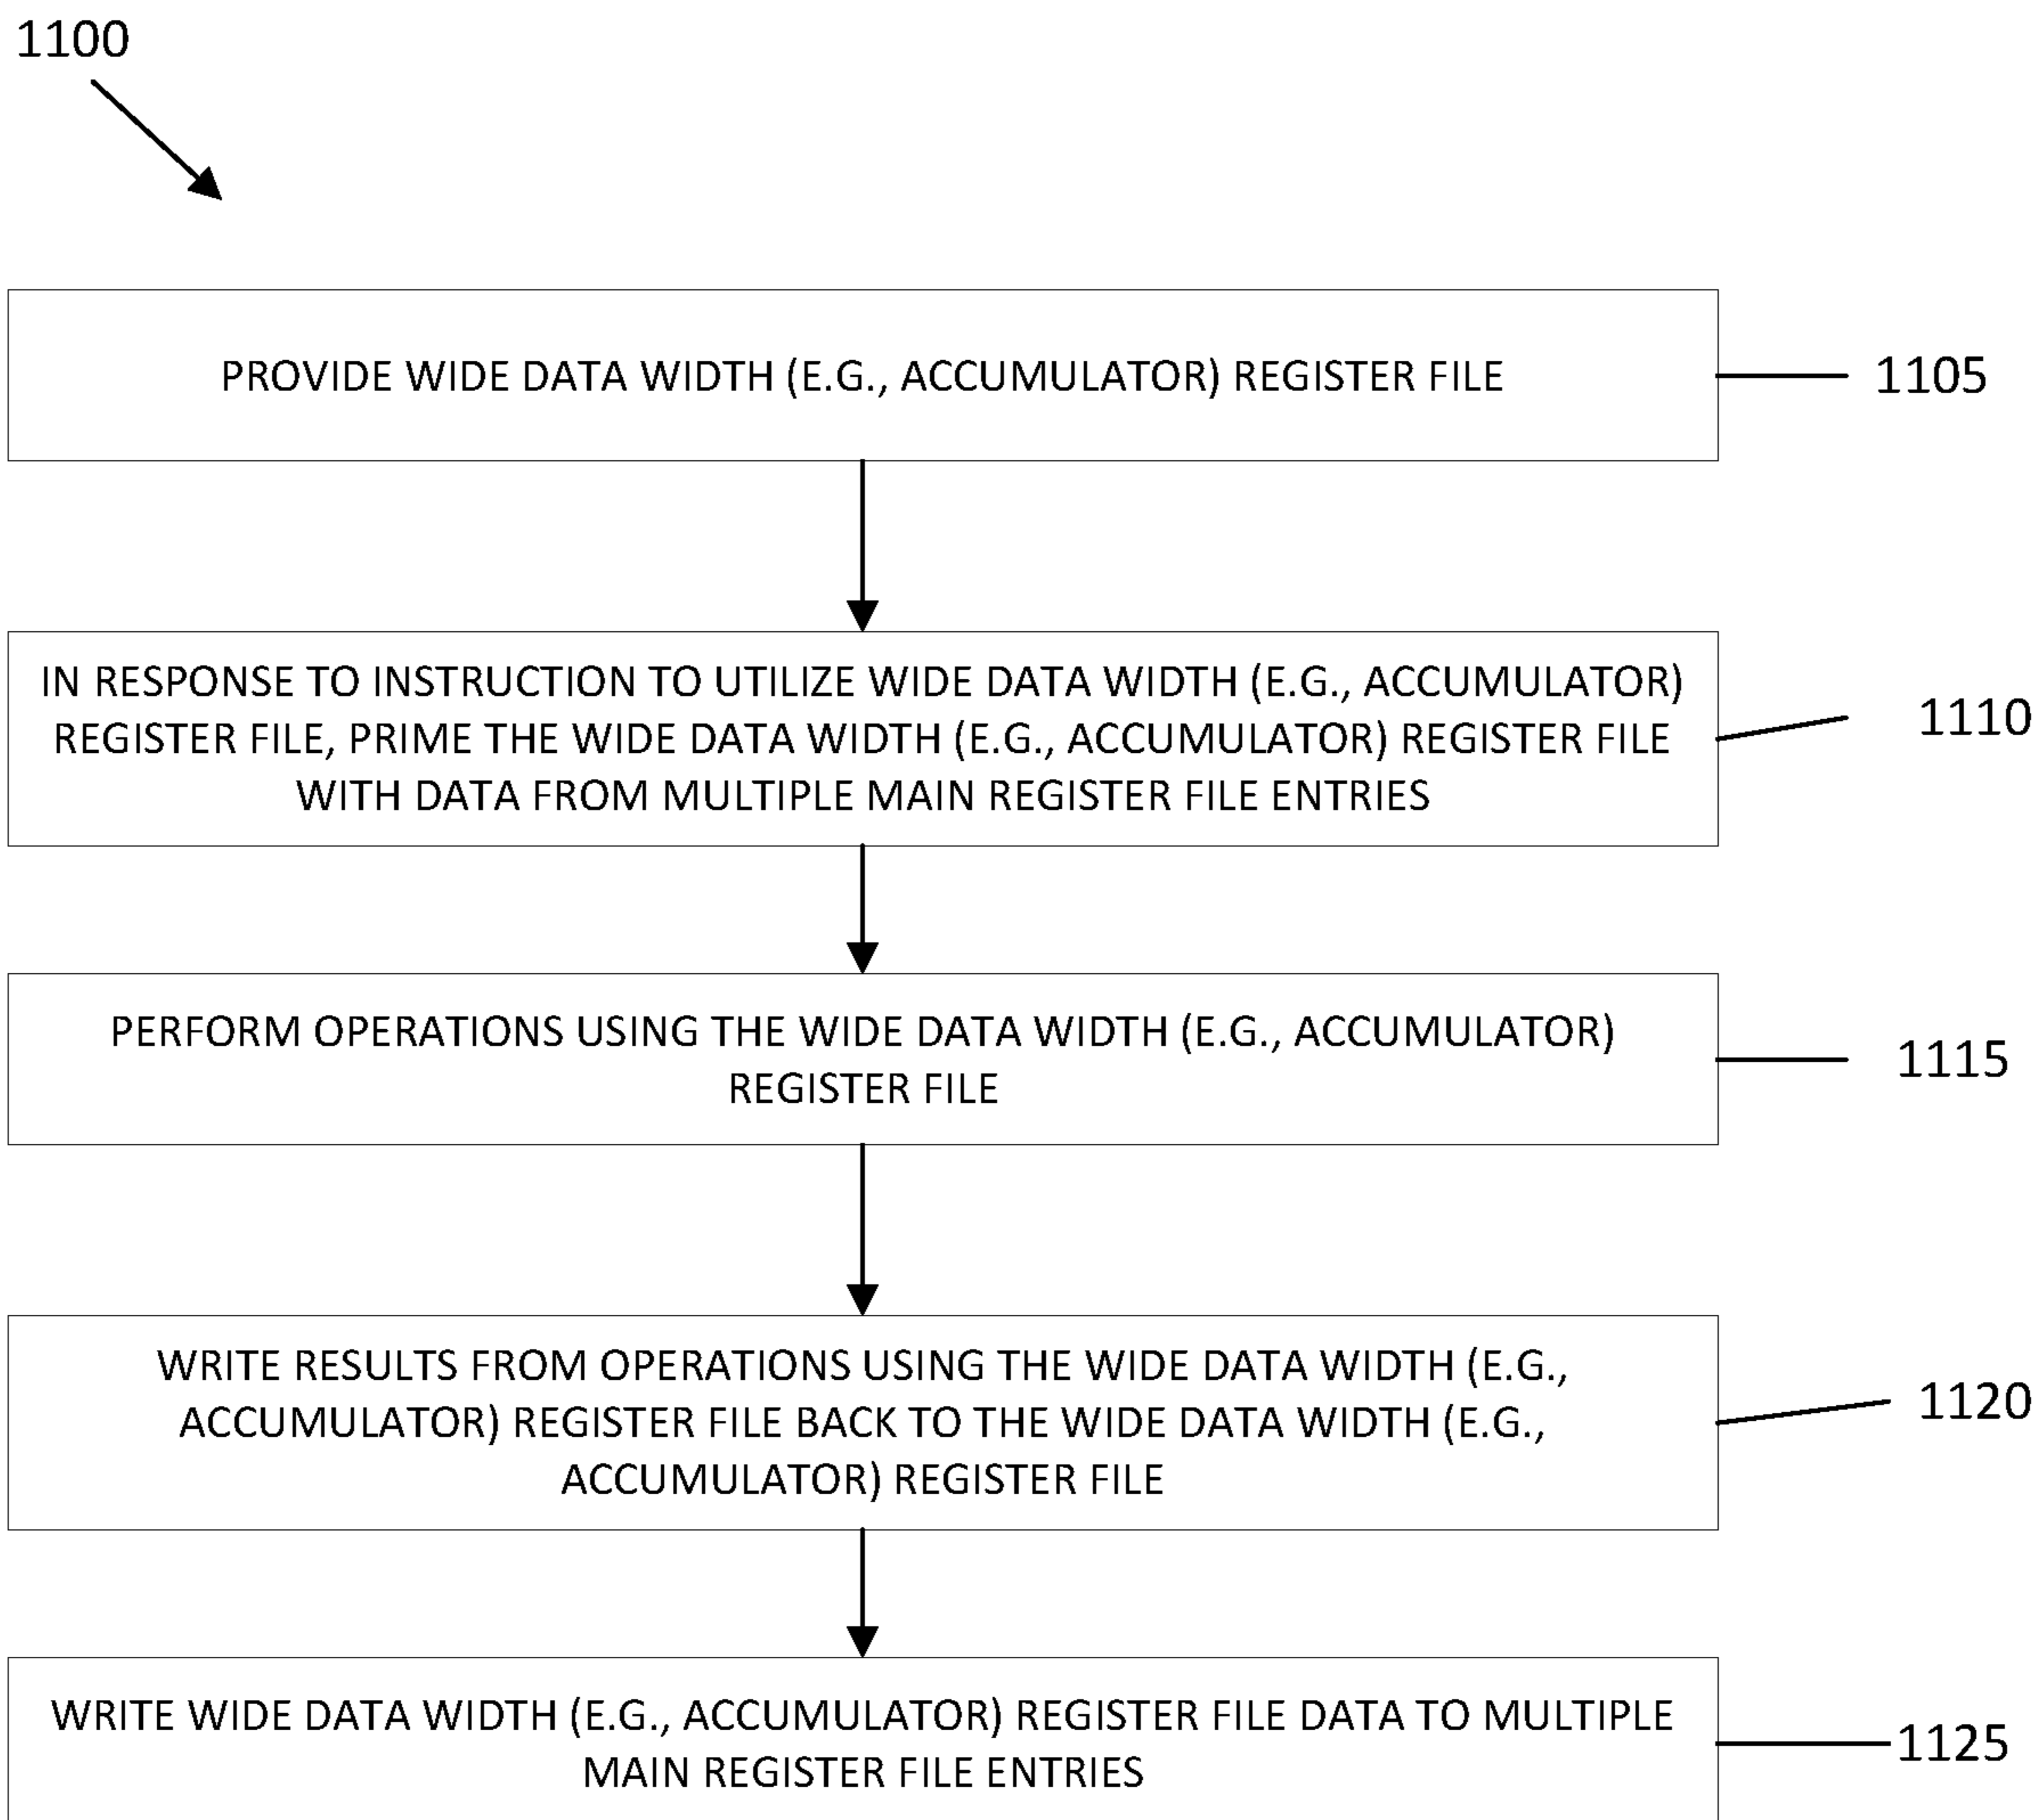 1100
PROVIDE WIDE DATA WIDTH (E.G., ACCUMULATOR) REGISTER FILE
1105
IN RESPONSE TO INSTRUCTION TO UTILIZE WIDE DATA WIDTH (E.G., ACCUMULATOR)
REGISTER FILE, PRIME THE WIDE DATA WIDTH (E.G., ACCUMULATOR) REGISTER FILE
WITH DATA FROM MULTIPLE MAIN REGISTER FILE ENTRIES
1110
PERFORM OPERATIONS USING THE WIDE DATA WIDTH (E.G., ACCUMULATOR)
REGISTER FILE
1115
WRITE RESULTS FROM OPERATIONS USING THE WIDE DATA WIDTH (E.G.,
ACCUMULATOR) REGISTER FILE BACK TO THE WIDE DATA WIDTH (E.G.,
ACCUMULATOR) REGISTER FILE
1120
WRITE WIDE DATA WIDTH (E.G., ACCUMULATOR) REGISTER FILE DATA TO MULTIPLE
MAIN REGISTER FILE ENTRIES
1125